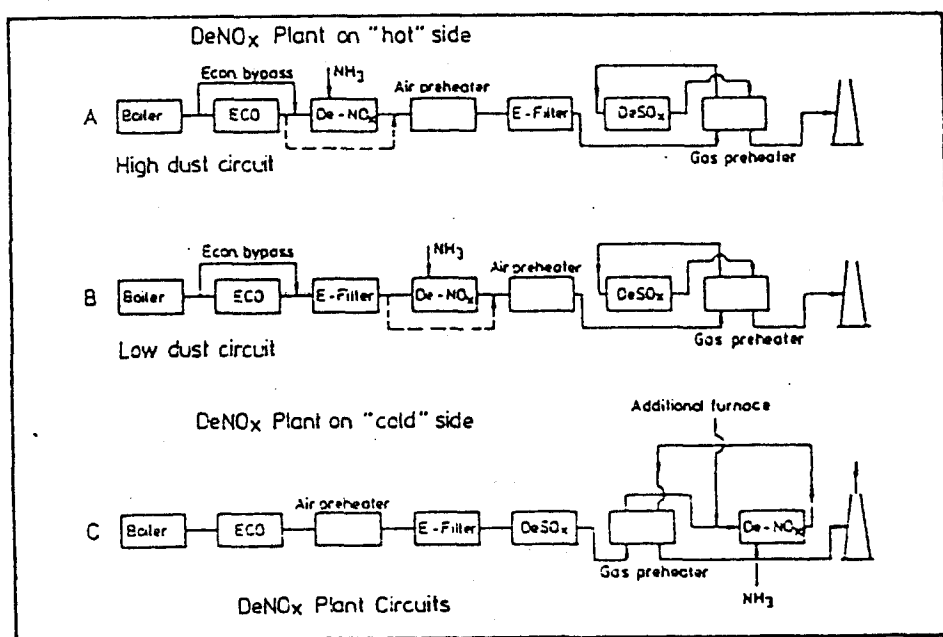 DeNOx Plant on "hot" side
Econ bypass
NH3
Air preheater
A
Boiler
ECO
De-NOx
E-Filter
DeSOx
Gas preheater
High dust circuit
Econ bypass
NH3
Air preheater
B
Boiler
ECO
E-Filter
De-NOx
DeSOx
Gas preheater
Low dust circuit
DeNOx Plant on "cold" side
Additional furnace
Air preheater
C
Boiler
ECO
E-Filter
DeSOx
De-NOx
Gas preheater
NH3
DeNOx Plant Circuits